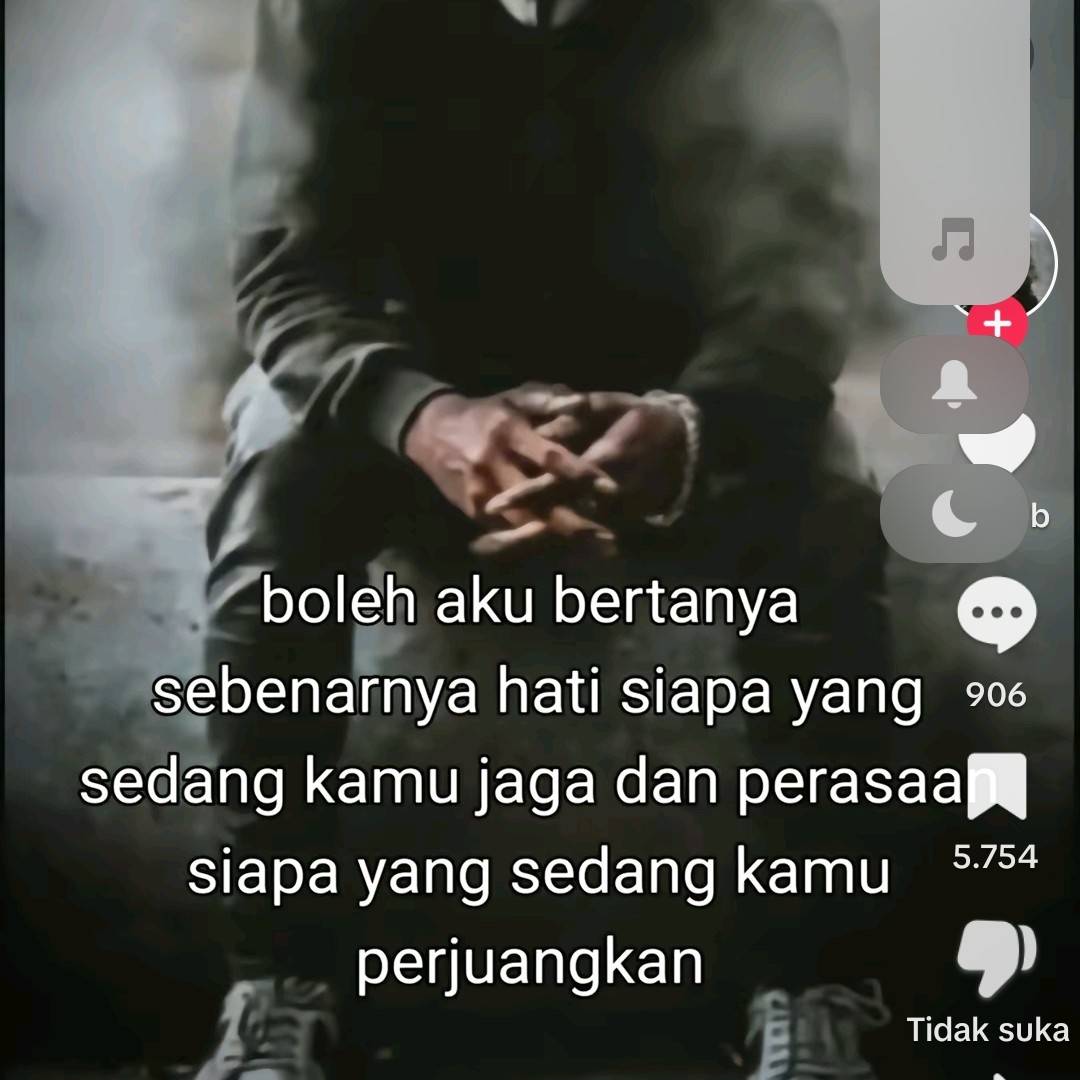 boleh aku bertanya
sebenarnya hati siapa yang
sedang kamu jaga dan perasaan
siapa yang sedang kamu
perjuangkan
b
906
5.754
Tidak suka